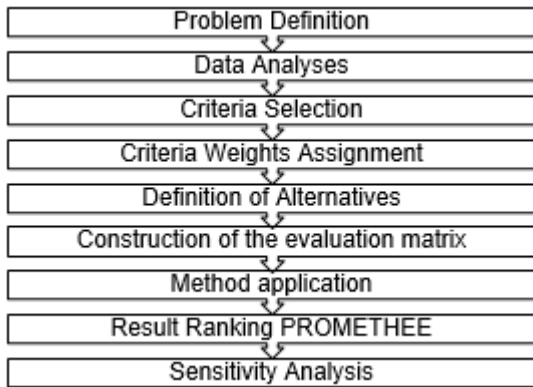 Problem Definition
Data Analyses
Criteria Selection
Criteria Weights Assignment
Definition of Alternatives
Construction of the evaluation matrix
Method application
Result Ranking PROMETHEE
Sensitivity Analysis